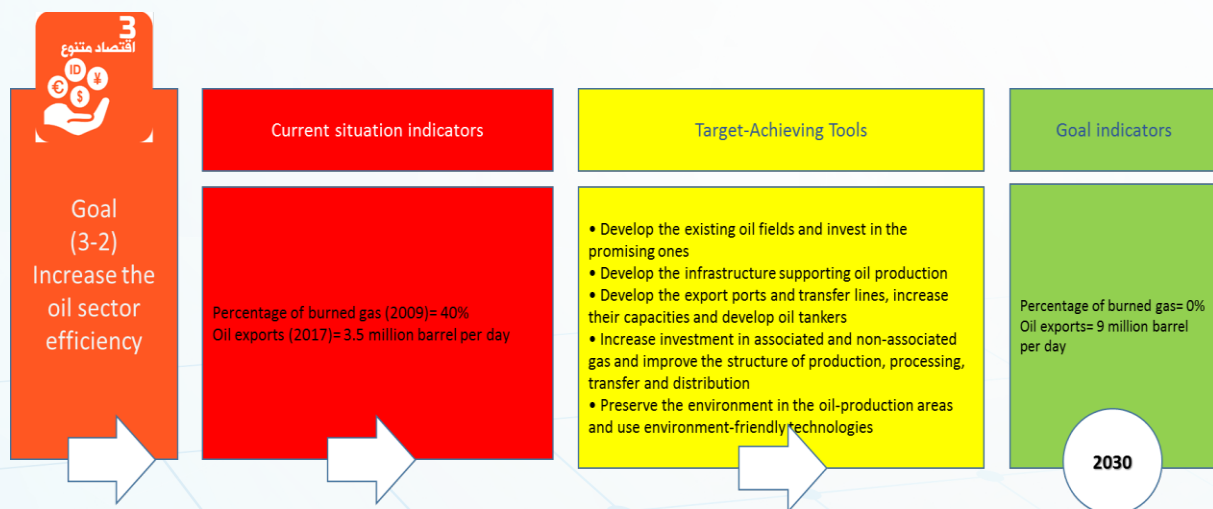 3
اقتصاد متنوع
ID
€
¥
$
Goal
(3-2)
Increase the
oil sector
efficiency
Current situation indicators
Percentage of burned gas (2009)= 40%
Oil exports (2017)= 3.5 million barrel per day
Target-Achieving Tools
• Develop the existing oil fields and invest in the
promising ones
• Develop the infrastructure supporting oil production
• Develop the export ports and transfer lines, increase
their capacities and develop oil tankers
• Increase investment in associated and non-associated
gas and improve the structure of production, processing,
transfer and distribution
• Preserve the environment in the oil-production areas
and use environment-friendly technologies
Goal indicators
Percentage of burned gas= 0%
Oil exports= 9 million barrel
per day
2030